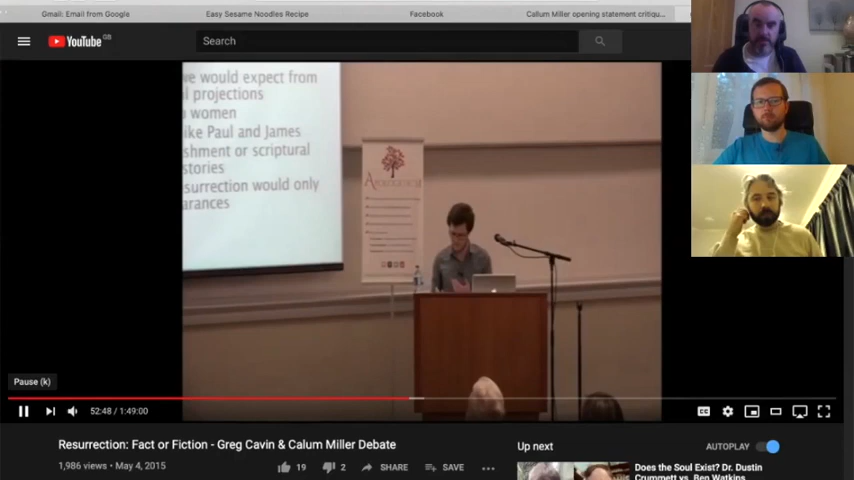 Gmail: Email from Google
Easy Sesame Noodles Recipe
Facebook
Callum Miller opening statement critiqu...
YouTube GB
Search
we would expect from
l projections
women
ike Paul and James
shment or scriptural
stories
surrection would only
arances
Pause (k)
52:48 / 1:49:00
CC
Resurrection: Fact or Fiction - Greg Cavin & Calum Miller Debate
1,986 views • May 4, 2015
19
2
SHARE
SAVE
Up next
AUTOPLAY
Does the Soul Exist? Dr. Dustin
Crummett vs. Ben Watkins